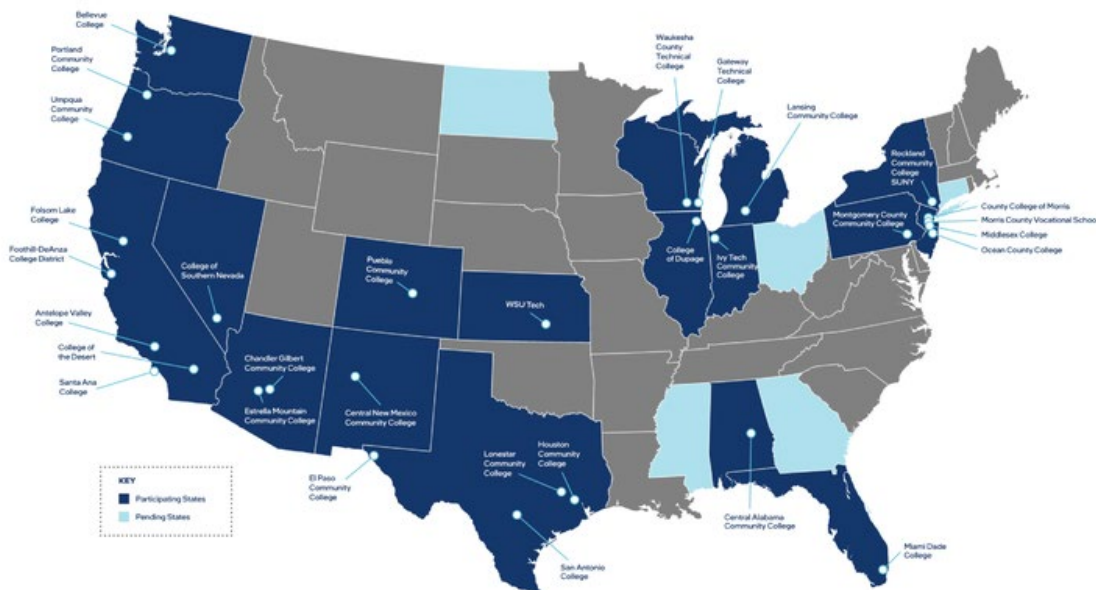 Bellevue
College
Portland
Community
College
Umpqua
Community
College
Folsom Lake
College
Foothill-DeAnza
College District
Antelope Valley
College
College of
the Desert
Santa Ana
College
College of
Southern Nevada
Chandler Gilbert
Community College
Estrella Mountain
Community College
Pueblo
Community
College
Central New Mexico
Community College
WSU Tech
El Paso
Community
College
Lonestar
Community
College
Houston
Community
College
San Antonio
College
Waukesha
County
Technical
College
Gateway
Technical
College
Lansing
Community College
College
of Dupage
Ivy Tech
Community
College
Rockland
Community
College
SUNY
Montgomery County
Community College
County College of Morris
Morris County Vocational School
Middlesex College
Ocean County College
Central Alabama
Community College
Miami Dade
College
KEY
Participating States
Pending States